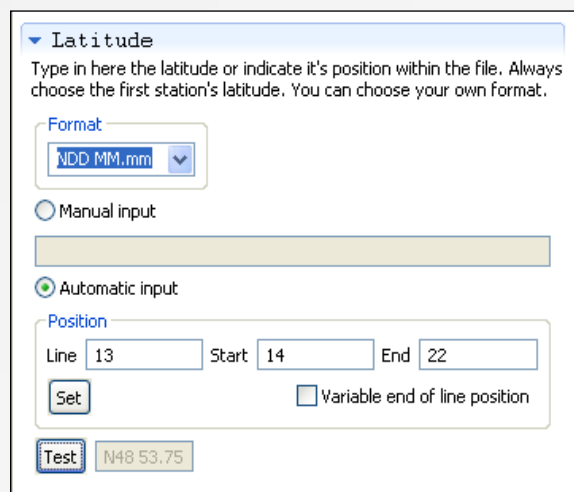 Latitude
Type in here the latitude or indicate it's position within the file. Always
choose the first station's latitude. You can choose your own format.
Format
NDD MM.mm
Manual input
Automatic input
Position
Line 13 Start 14 End 22
Set Variable end of line position
Test N48 53.75